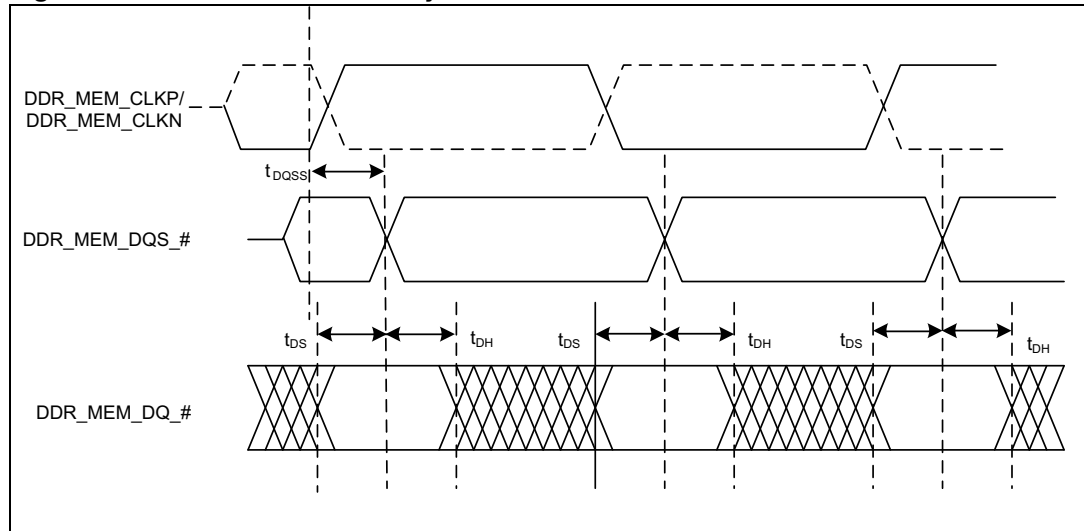 DDR_MEM_CLKP/
DDR_MEM_CLKN
tDQSS
DDR_MEM_DQS_#
tDS
tDH
tDS
tDH
tDS
tDH
DDR_MEM_DQ_#